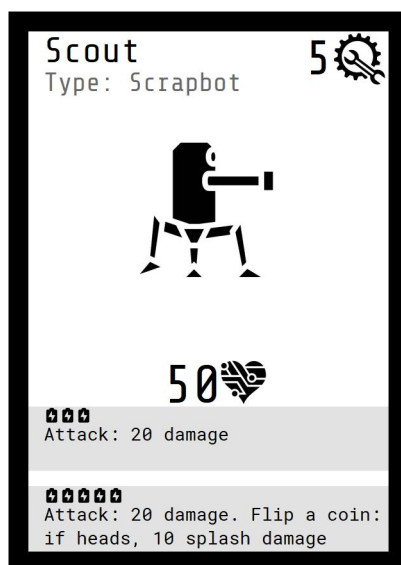 Scout
5
Type: Scrapbot
50
Attack: 20 damage
Attack: 20 damage. Flip a coin:
if heads, 10 splash damage